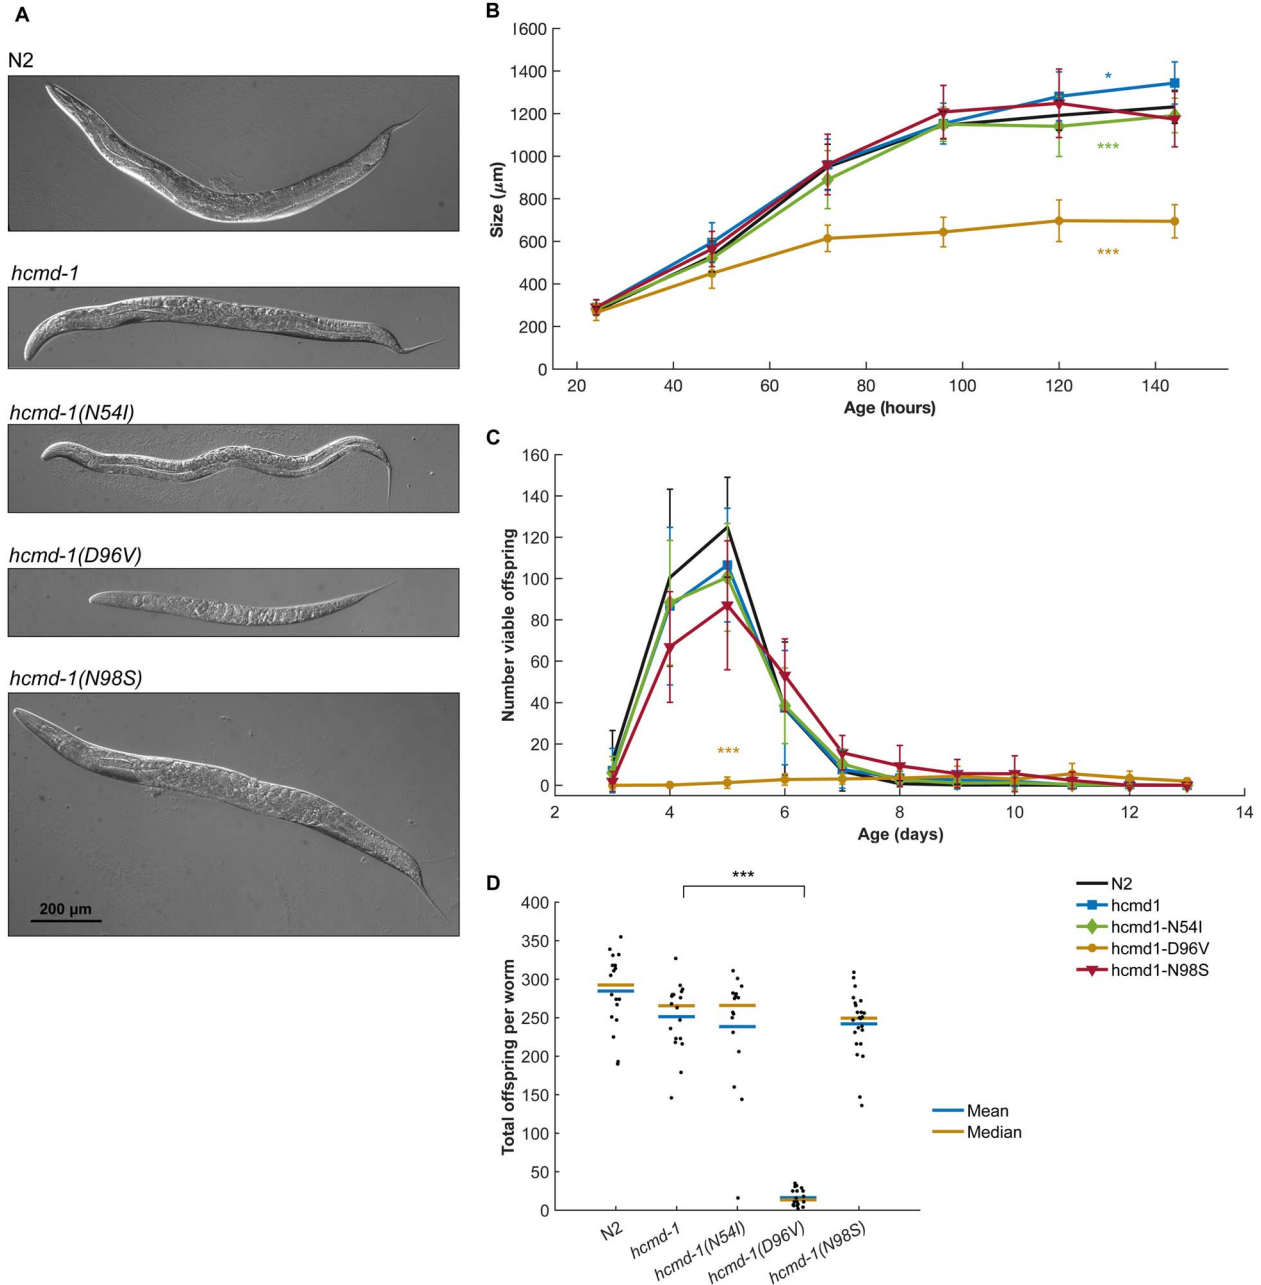 A
N2
hcmd-1
hcmd-1(N54I)
hcmd-1(D96V)
hcmd-1(N98S)
200 µm
B
1600
1400
1200
1000
800
600
400
200
0
Size (µm)
20 40 60 80 100 120 140
Age (hours)
*
***
***
C
160
140
120
100
80
60
40
20
0
Number viable offspring
***
2 4 6 8 10 12 14
Age (days)
D
***
400
350
300
250
200
150
100
50
0
Total offspring per worm
N2
hcmd-1
hcmd-1(N54I)
hcmd-1(D96V)
hcmd-1(N98S)
N2
hcmd1
hcmd1-N54I
hcmd1-D96V
hcmd1-N98S
Mean
Median